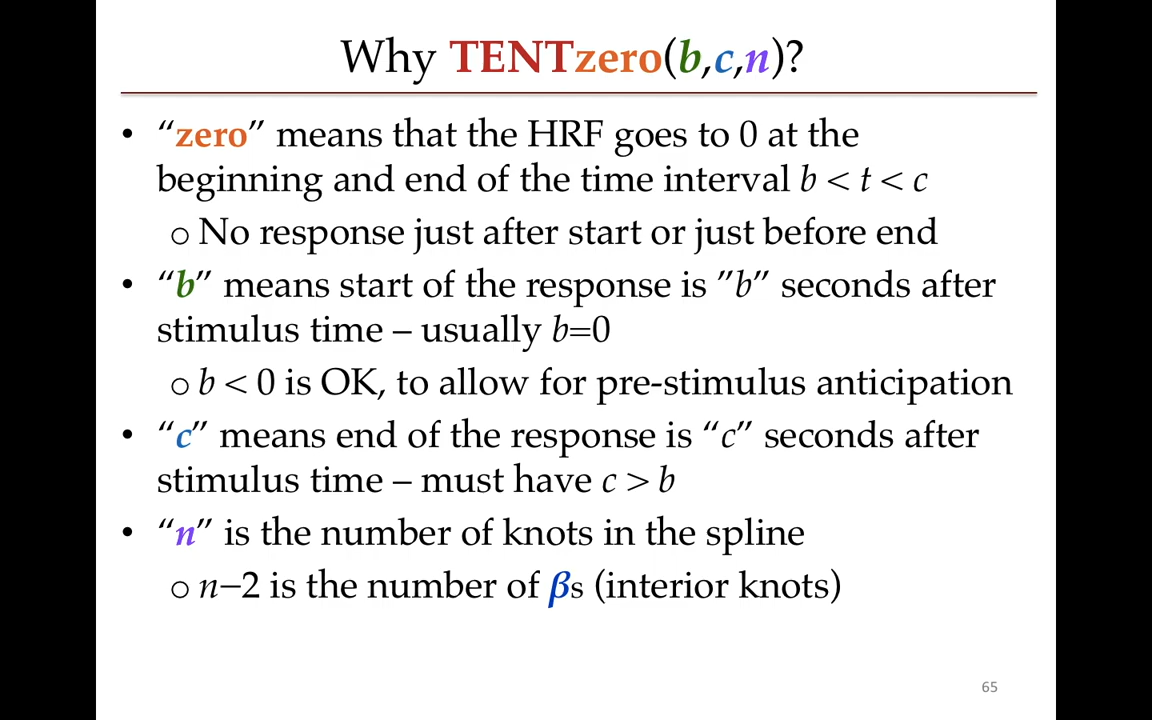 Why TENTzero(b,c,n)?
• “zero” means that the HRF goes to 0 at the
beginning and end of the time interval b < t < c
o No response just after start or just before end
• “b” means start of the response is ”b” seconds after
stimulus time – usually b=0
o b < 0 is OK, to allow for pre-stimulus anticipation
• “c” means end of the response is “c” seconds after
stimulus time – must have c > b
• “n” is the number of knots in the spline
o n−2 is the number of βs (interior knots)
65